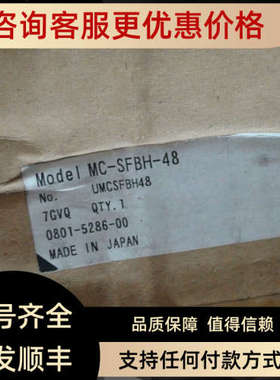 咨询客服更优惠价格
Model MC-SFBH-48
No. UMCSFBH48
7GVQ QTY.1
0801-5286-00
MADE IN JAPAN
号齐全
品质保障 值得信赖
发顺丰
支持任何付款方式